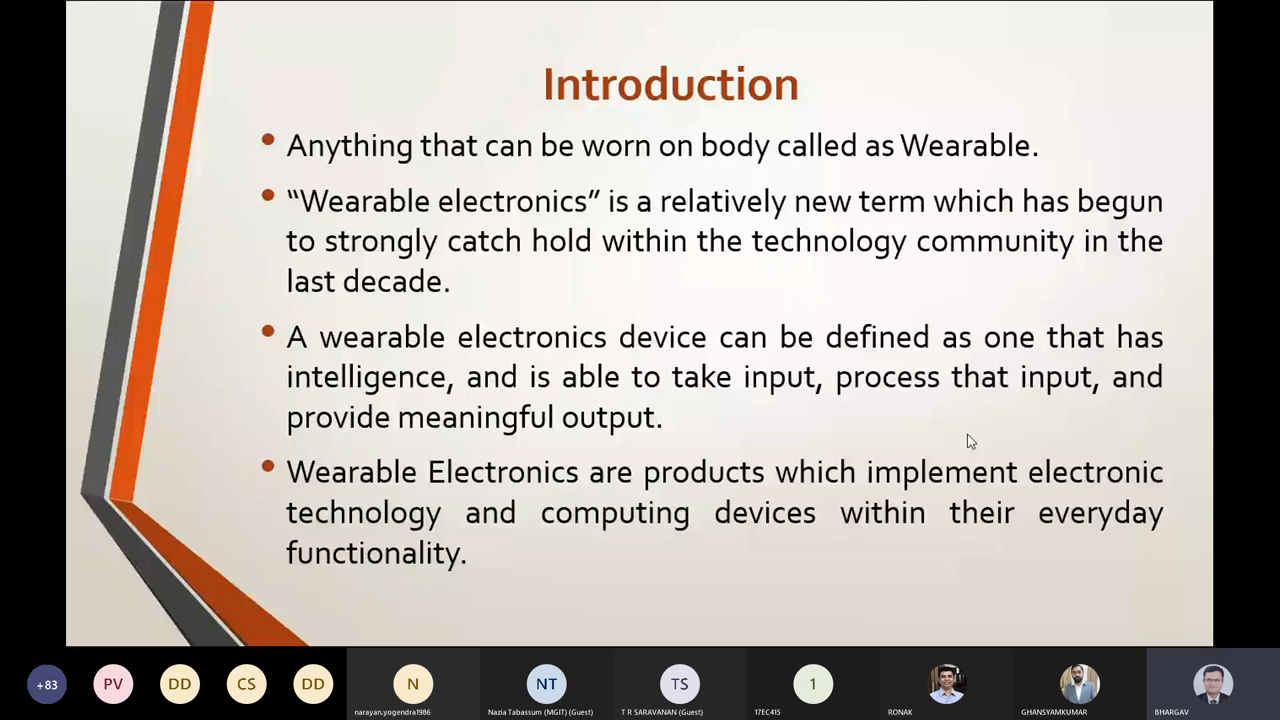 Introduction
Anything that can be worn on body called as Wearable.
“Wearable electronics” is a relatively new term which has begun
to strongly catch hold within the technology community in the
last decade.
A wearable electronics device can be defined as one that has
intelligence, and is able to take input, process that input, and
provide meaningful output.
Wearable Electronics are products which implement electronic
technology and computing devices within their everyday
functionality.
+83
PV
DD
CS
DD
N
NT
TS
1
narayan.yogendra1986
Nazia Tabassum (MGIT) (Guest)
T R SARAVANAN (Guest)
17EC415
RONAK
GHANSYAMKUMAR
BHARGAV